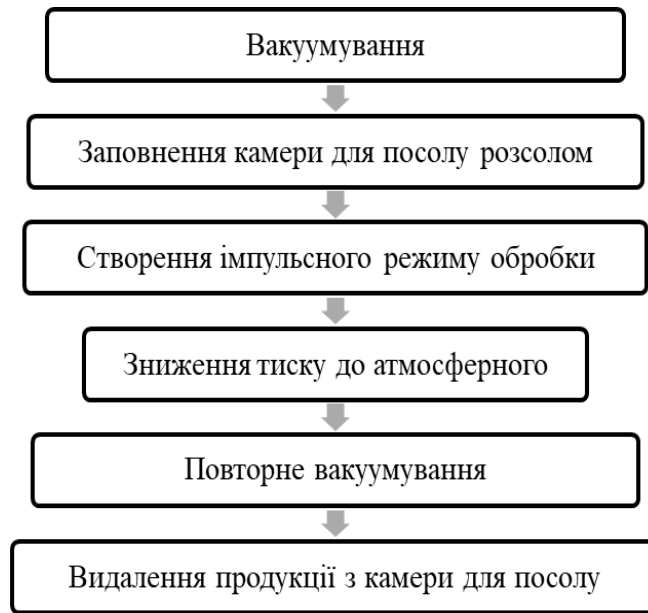 Вакуумування
Заповнення камери для посолу розсолом
Створення імпульсного режиму обробки
Зниження тиску до атмосферного
Повторне вакуумування
Видалення продукції з камери для посолу